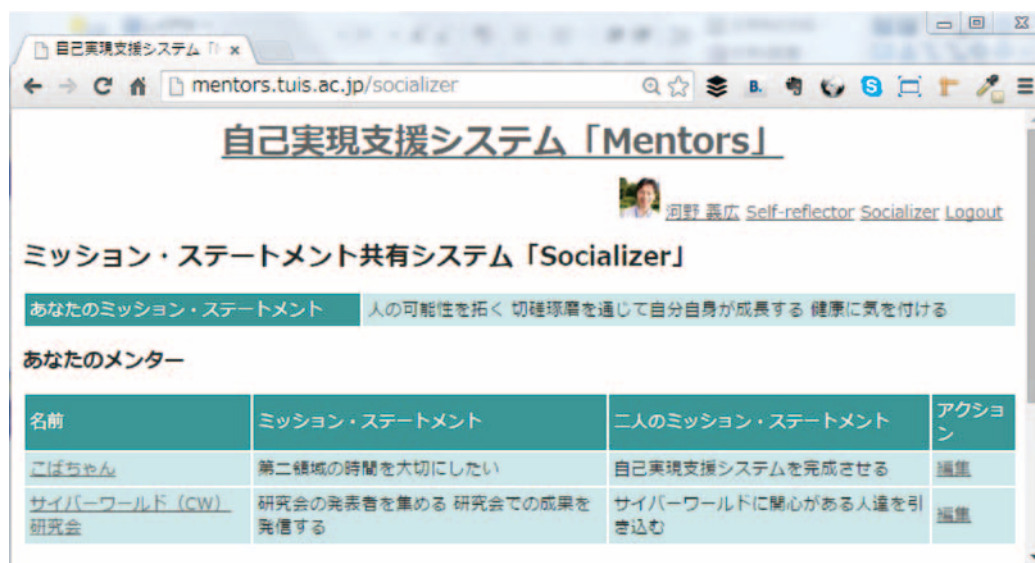 自己実現支援システム「
mentors.tuis.ac.jp/socializer
自己実現支援システム「Mentors」
河野 義広 Self-reflector Socializer Logout
ミッション・ステートメント共有システム「Socializer」
あなたのミッション・ステートメント 人の可能性を拓く 切磋琢磨を通じて自分自身が成長する 健康に気を付ける
あなたのメンター
名前 ミッション・ステートメント 二人のミッション・ステートメント アクショ
ン
こばちゃん 第二領域の時間を大切にしたい 自己実現支援システムを完成させる 編集
サイバーワールド（CW） 研究会の発表者を集める 研究会での成果を サイバーワールドに関心がある人達を引 編集
研究会 発信する き込む